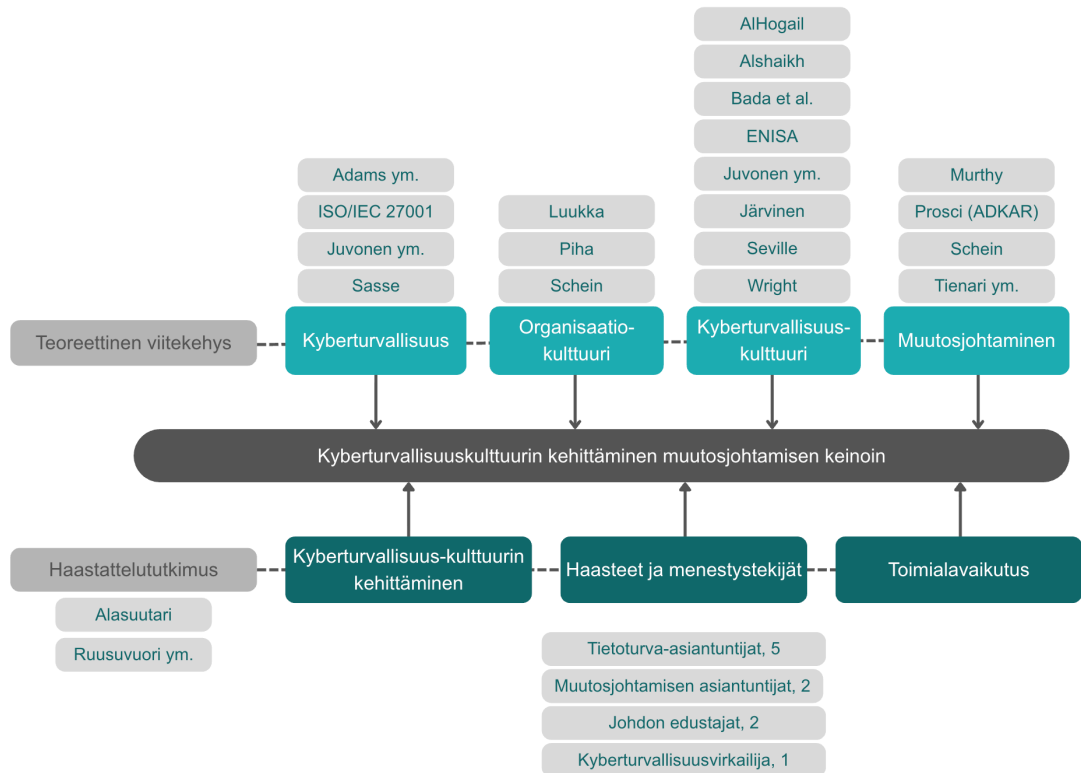 AlHogail
Alshaikh
Bada et al.
ENISA
Adams ym.
Juvonen ym.
Murthy
ISO/IEC 27001
Luukka
Järvinen
Prosci (ADKAR)
Juvonen ym.
Piha
Seville
Schein
Sasse
Schein
Wright
Tienari ym.
Teoreettinen viitekehys
Kyberturvallisuus
Organisaatio-
kulttuuri
Kyberturvallisuus-
kulttuuri
Muutosjohtaminen
Kyberturvallisuuskulttuurin kehittäminen muutosjohtamisen keinoin
Haastattelututkimus
Kyberturvallisuus-kulttuurin
kehittäminen
Haasteet ja menestystekijät
Toimialavaikutus
Alasuutari
Ruusuvuori ym.
Tietoturva-asiantuntijat, 5
Muutosjohtamisen asiantuntijat, 2
Johdon edustajat, 2
Kyberturvallisuusvirkailija, 1